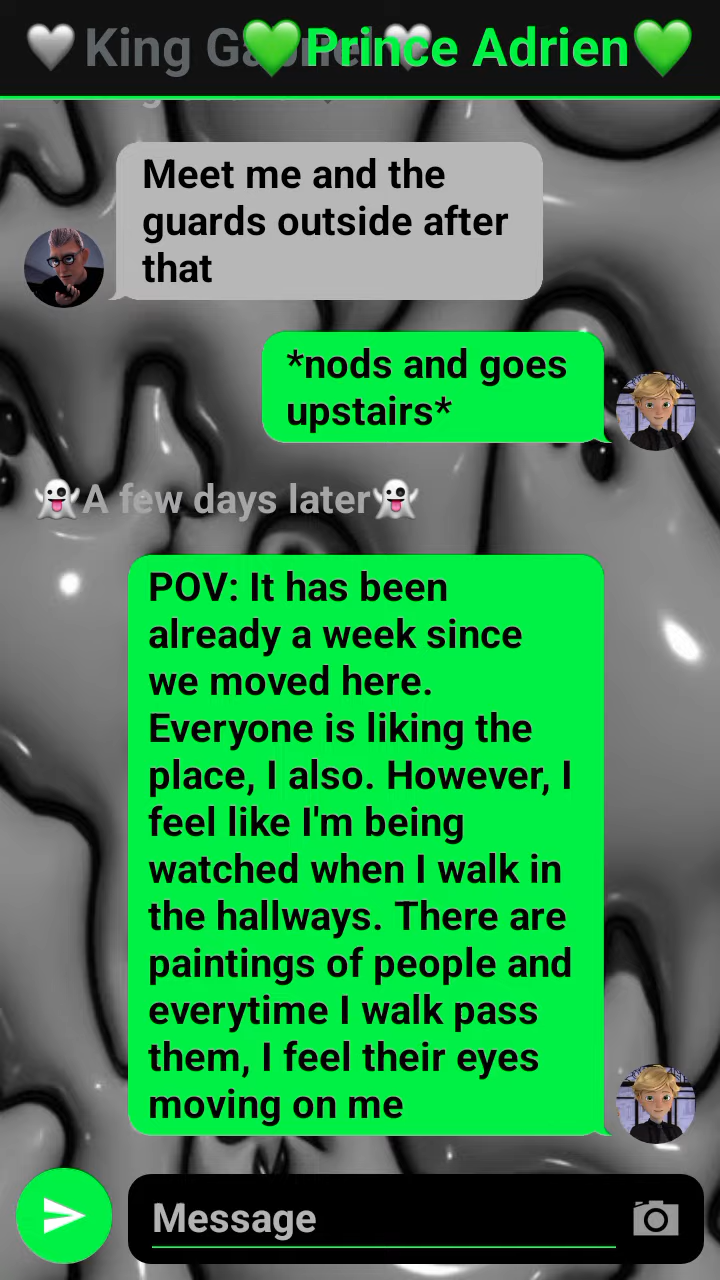 🤍King Gabriel🤍
💚Prince Adrien💚
Meet me and the
guards outside after
that
*nods and goes
upstairs*
👻A few days later👻
POV: It has been
already a week since
we moved here.
Everyone is liking the
place, I also. However, I
feel like I'm being
watched when I walk in
the hallways. There are
paintings of people and
everytime I walk pass
them, I feel their eyes
moving on me
Message